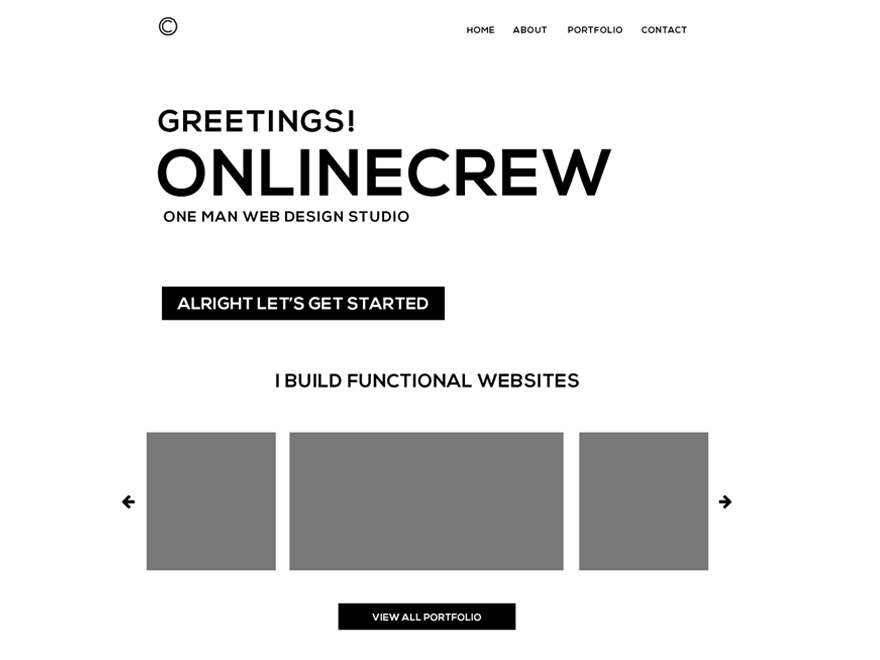 ©
HOME ABOUT PORTFOLIO CONTACT
GREETINGS!
ONLINECREW
ONE MAN WEB DESIGN STUDIO
ALRIGHT LET'S GET STARTED
I BUILD FUNCTIONAL WEBSITES
VIEW ALL PORTFOLIO